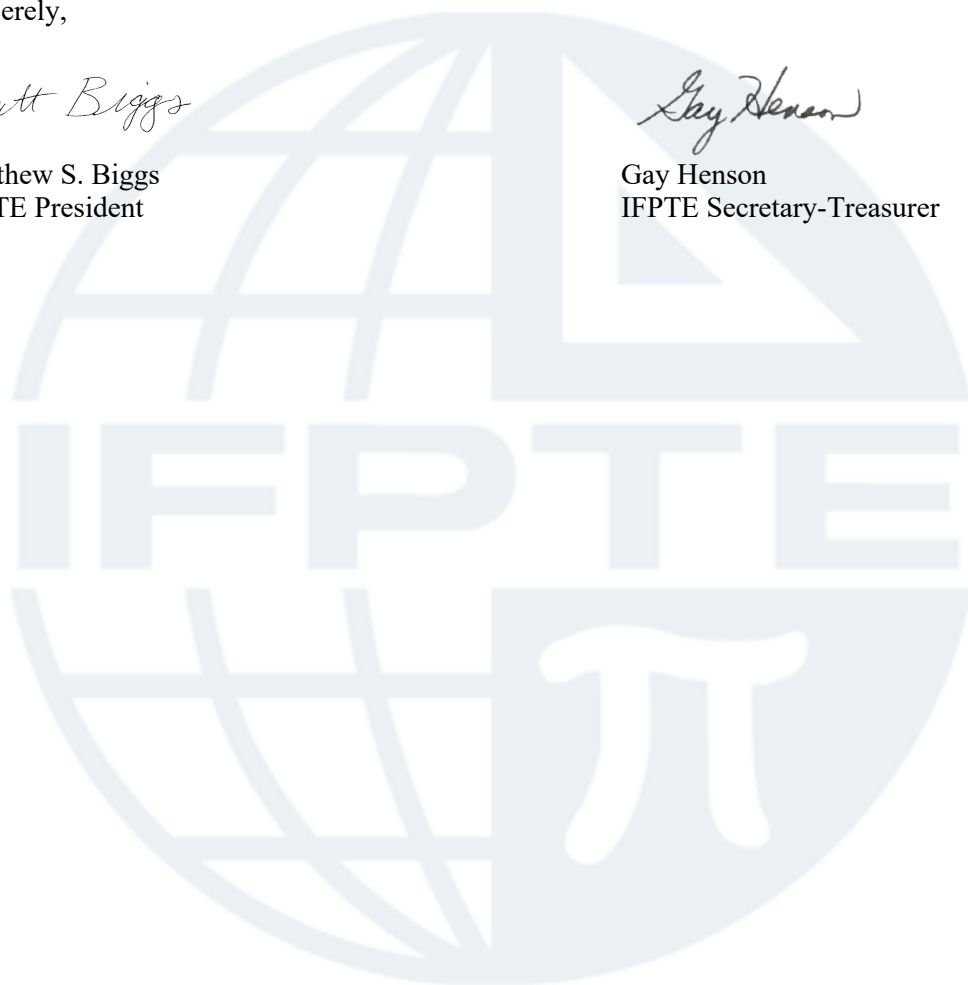 erely,
tt Biggs
Gay Henson
thew S. Biggs
Gay Henson
TE President
IFPTE Secretary-Treasurer
IFPTE
π